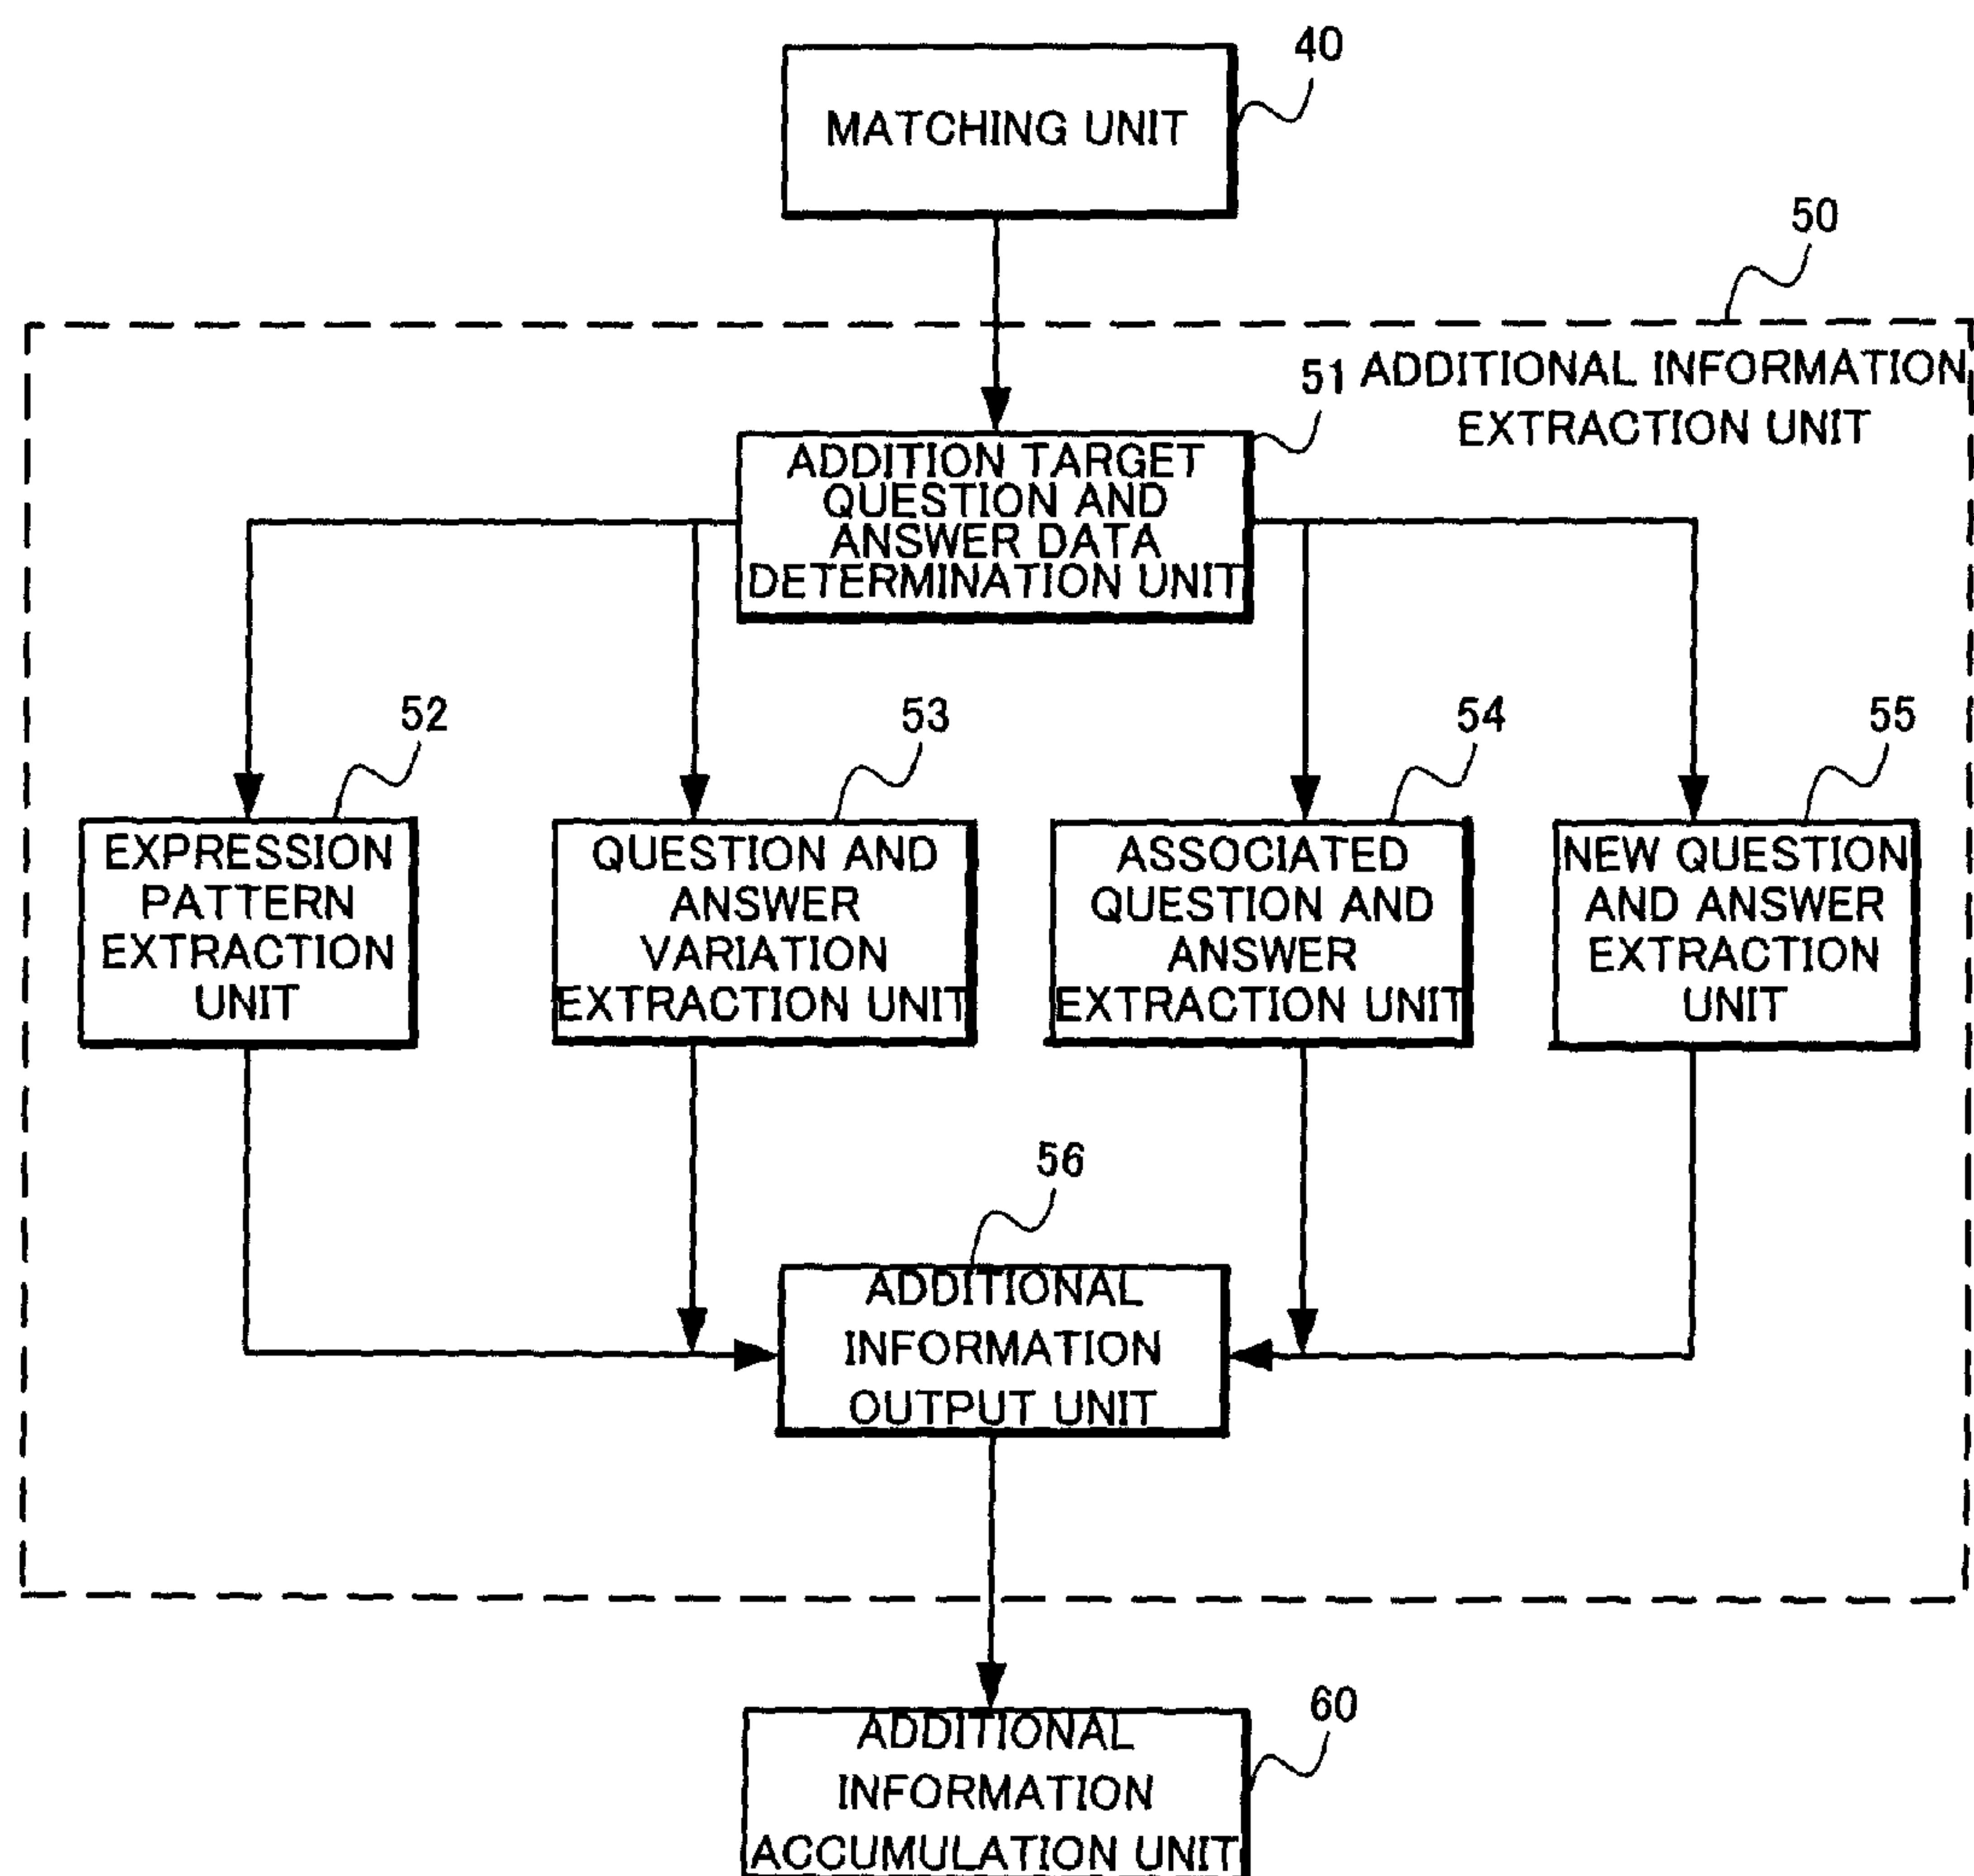 40
MATCHING UNIT
50
51
ADDITIONAL INFORMATION
EXTRACTION UNIT
ADDITION TARGET
QUESTION AND
ANSWER DATA
DETERMINATION UNIT
52
53
54
55
EXPRESSION
PATTERN
EXTRACTION
UNIT
QUESTION AND
ANSWER
VARIATION
EXTRACTION UNIT
ASSOCIATED
QUESTION AND
ANSWER
EXTRACTION UNIT
NEW QUESTION
AND ANSWER
EXTRACTION
UNIT
56
ADDITIONAL
INFORMATION
OUTPUT UNIT
60
ADDITIONAL
INFORMATION
ACCUMULATION UNIT